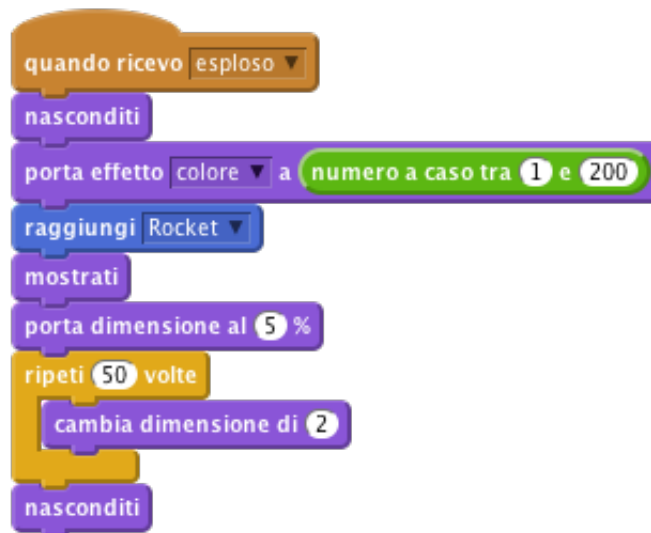 quando ricevo esploso
nasconditi
porta effetto colore a numero a caso tra 1 e 200
raggiungi Rocket
mostrati
porta dimensione al 5 %
ripeti 50 volte
cambia dimensione di 2
nasconditi